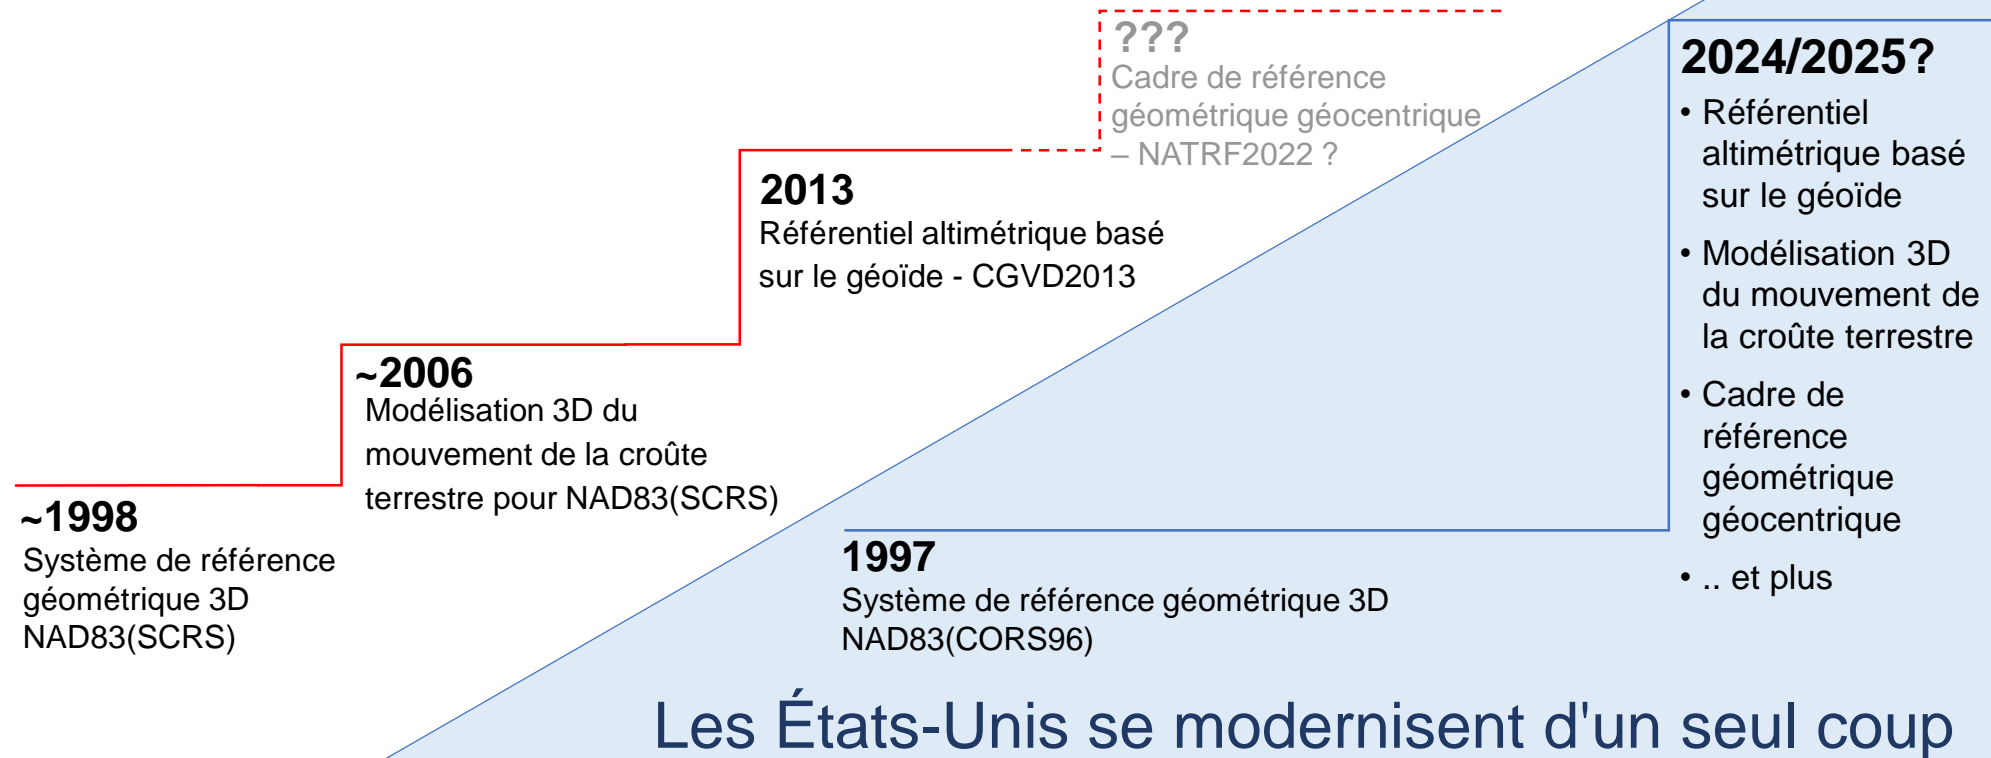 ???
Cadre de référence
géométrique géocentrique
– NATRF2022 ?
2013
Référentiel altimétrique basé
sur le géoïde - CGVD2013
~2006
Modélisation 3D du
mouvement de la croûte
terrestre pour NAD83(SCRS)
~1998
Système de référence
géométrique 3D
NAD83(SCRS)
2024/2025?
• Référentiel
altimétrique basé
sur le géoïde
• Modélisation 3D
du mouvement de
la croûte terrestre
• Cadre de
référence
géométrique
géocentrique
• .. et plus
1997
Système de référence géométrique 3D
NAD83(CORS96)
Les États-Unis se modernisent d'un seul coup